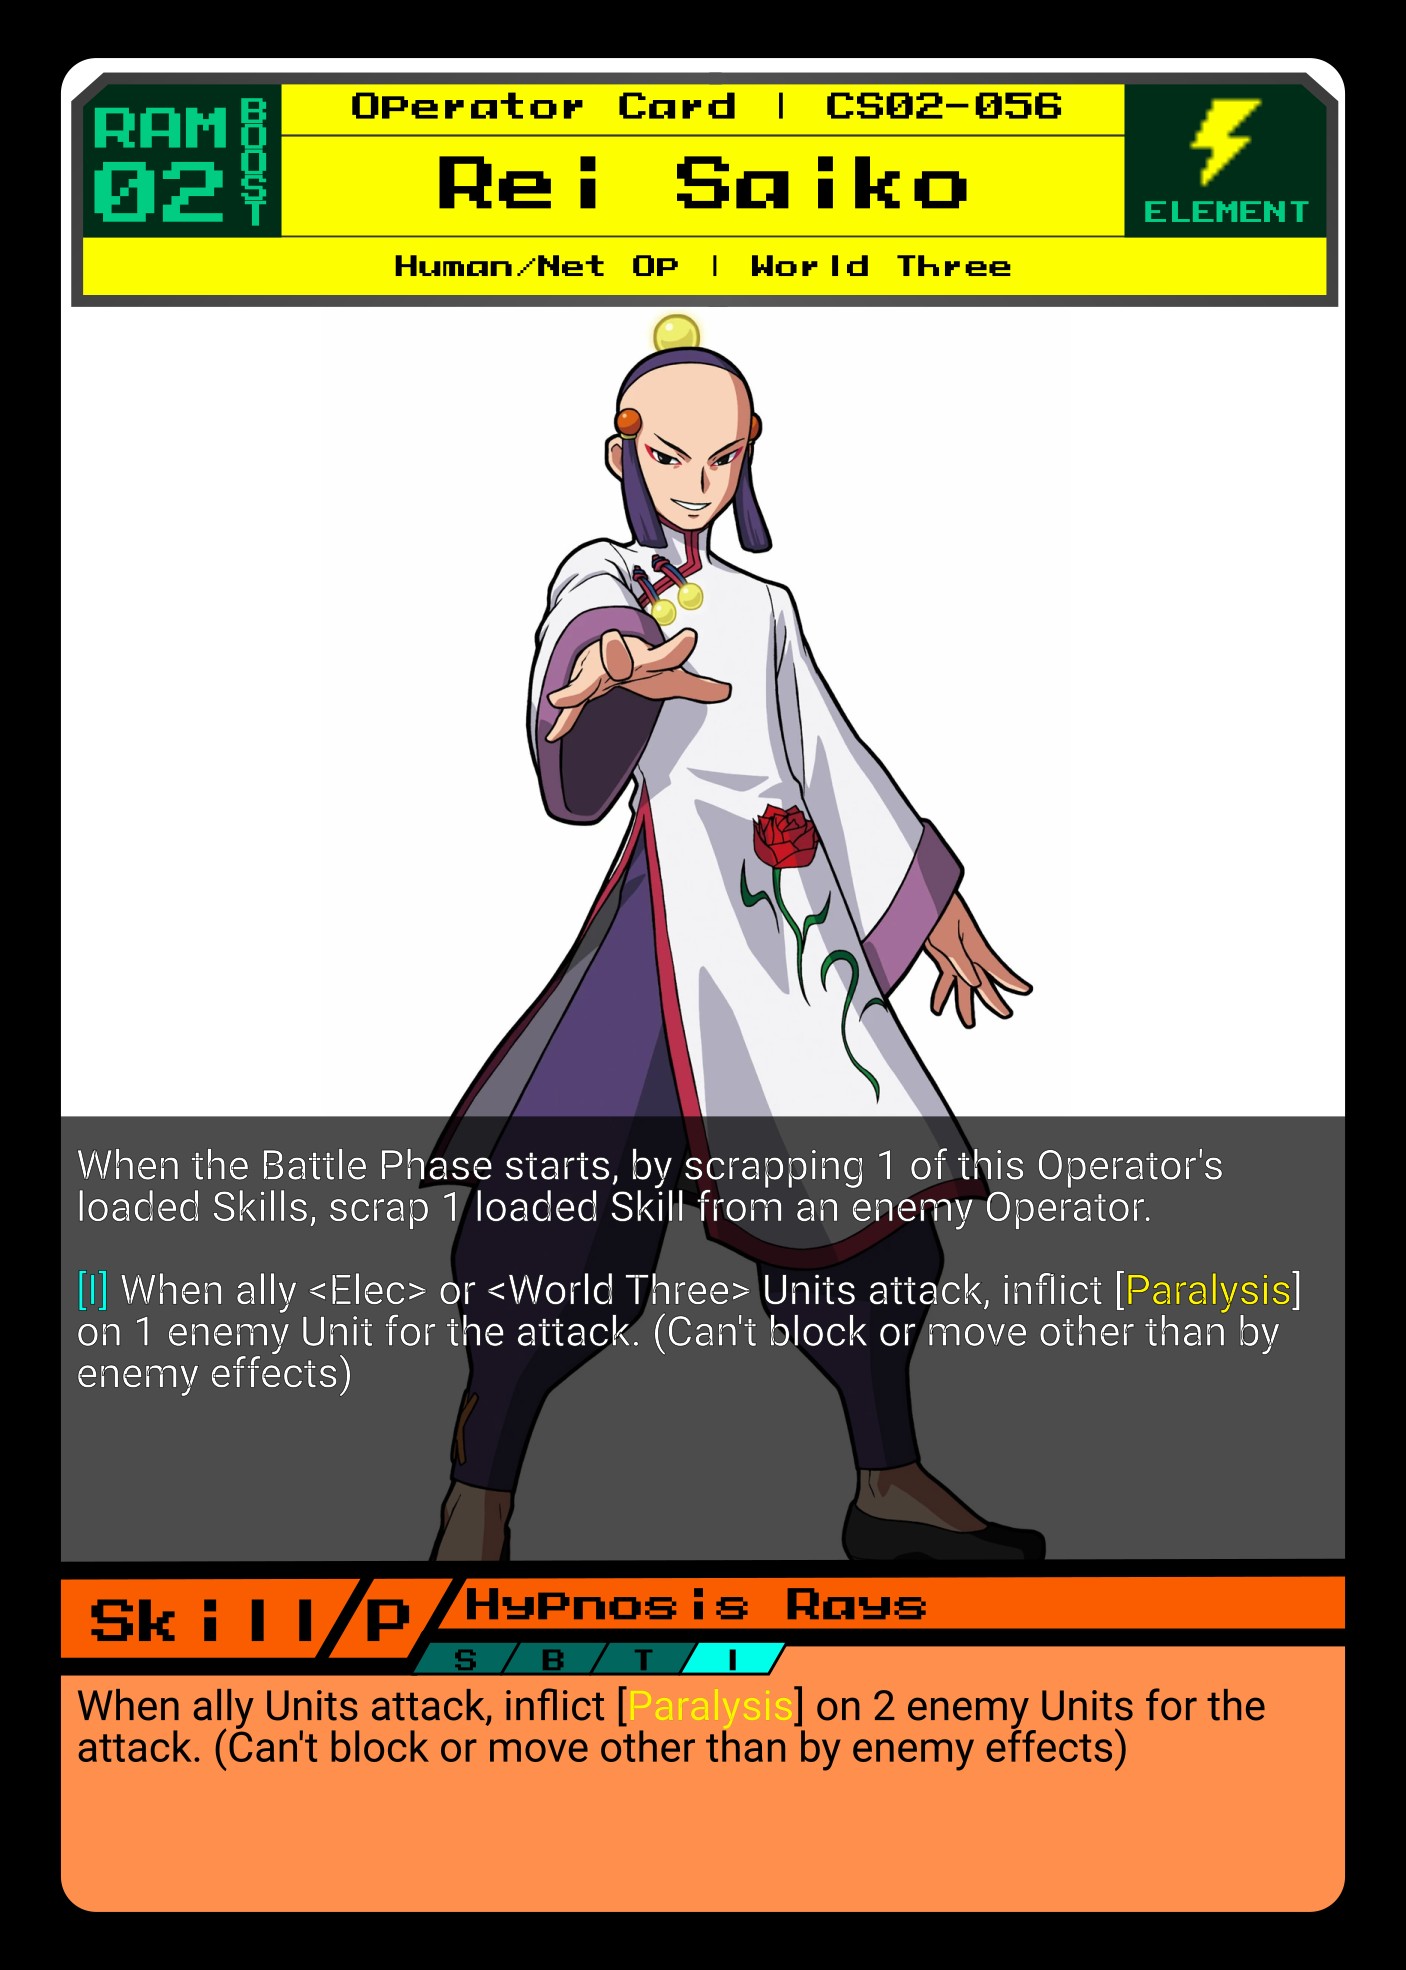 RAM
02
BOOST
Operator Card | CS02-056
Rei Saiko
ELEMENT
Human/Net OP | World Three
When the Battle Phase starts, by scrapping 1 of this Operator's
loaded Skills, scrap 1 loaded Skill from an enemy Operator.
[I] When ally <Elec> or <World Three> Units attack, inflict [Paralysis]
on 1 enemy Unit for the attack. (Can't block or move other than by
enemy effects)
Skill/P/Hypnosis Rays
S/B/T/I
When ally Units attack, inflict [Paralysis] on 2 enemy Units for the
attack. (Can't block or move other than by enemy effects)